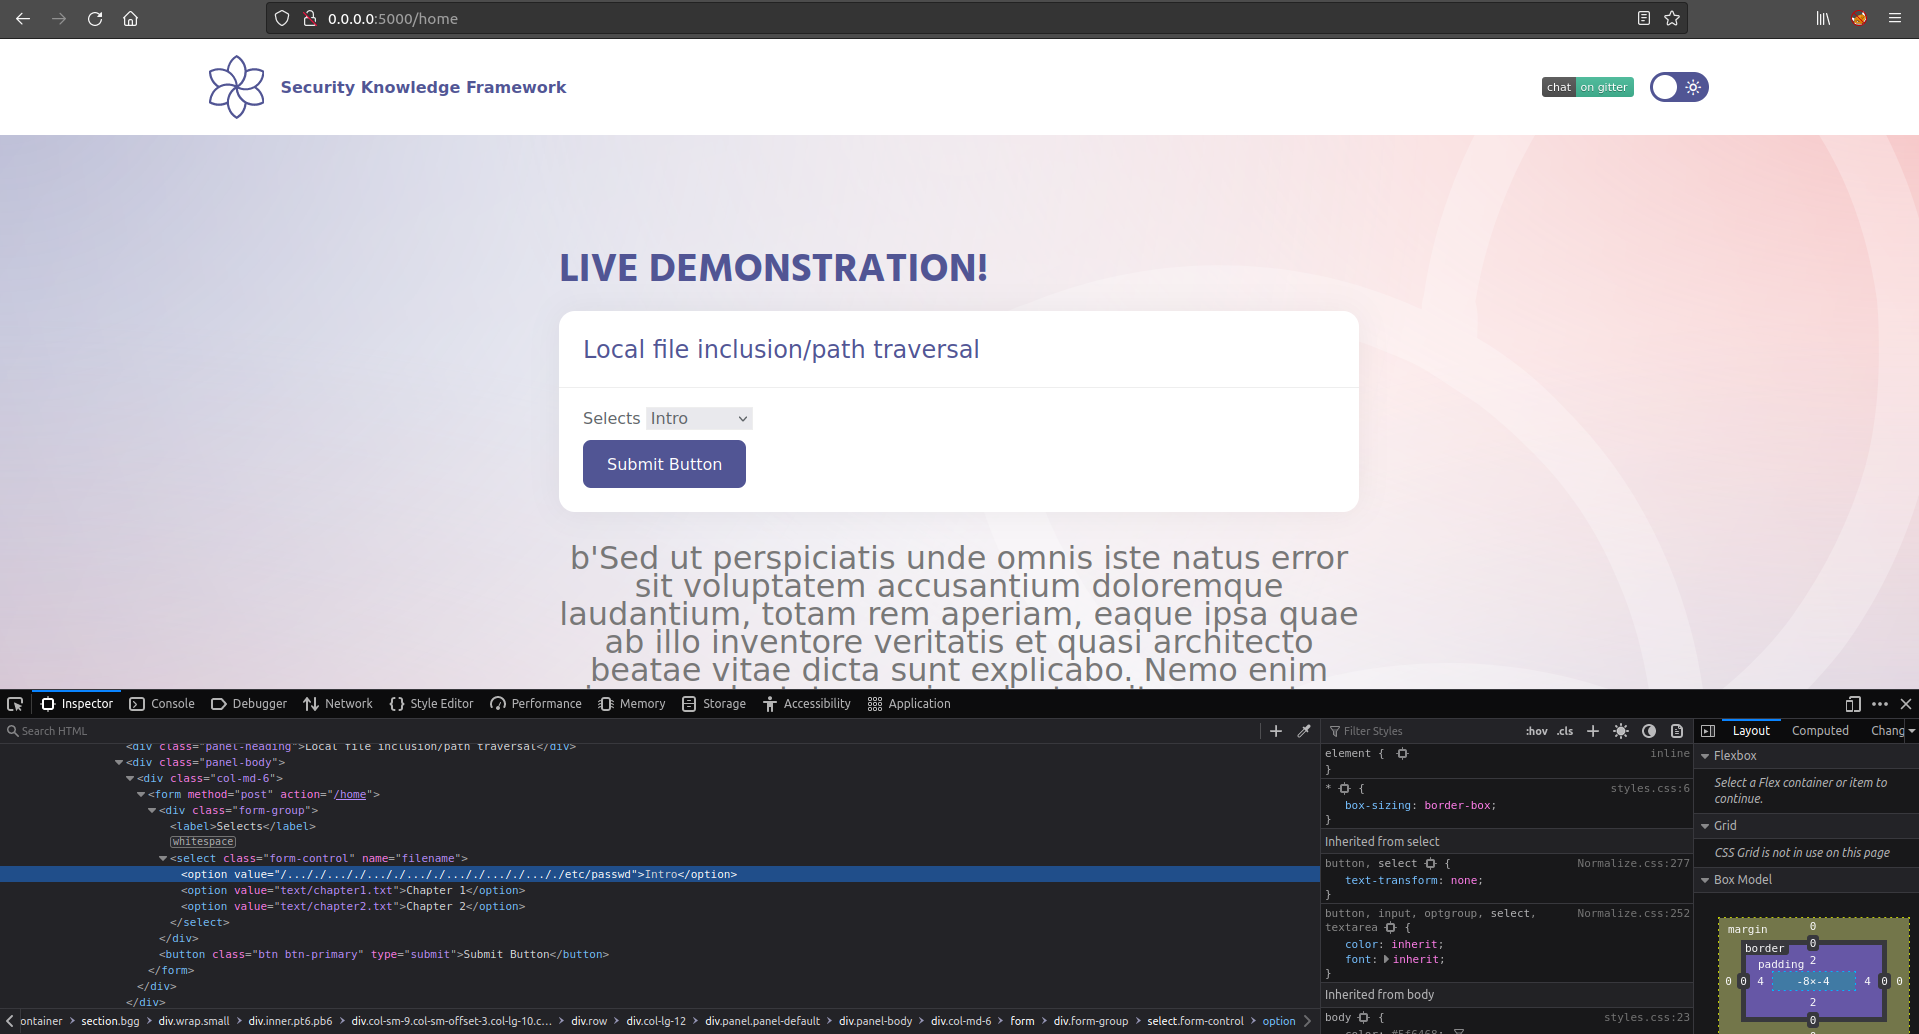 0.0.0.0:5000/home
Security Knowledge Framework
chat on gitter
LIVE DEMONSTRATION!
Local file inclusion/path traversal
Selects Intro
Submit Button
b'Sed ut perspiciatis unde omnis iste natus error
sit voluptatem accusantium doloremque
laudantium, totam rem aperiam, eaque ipsa quae
ab illo inventore veritatis et quasi architecto
beatae vitae dicta sunt explicabo. Nemo enim
Inspector Console Debugger Network Style Editor Performance Memory Storage Accessibility Application
Search HTML
<div class="panel-heading">Local file inclusion/path traversal</div>
<div class="panel-body">
<div class="col-md-6">
<form method="post" action="/home">
<div class="form-group">
<label>Selects</label>
whitespace
<select class="form-control" name="filename">
<option value="/..././..././..././..././..././..././..././etc/passwd">Intro</option>
<option value="text/chapter1.txt">Chapter 1</option>
<option value="text/chapter2.txt">Chapter 2</option>
</select>
</div>
<button class="btn btn-primary" type="submit">Submit Button</button>
</form>
</div>
</div>
ontainer > section.bgg > div.wrap.small > div.inner.pt6.pb6 > div.col-sm-9.col-sm-offset-3.col-lg-10.c... > div.row > div.col-lg-12 > div.panel.panel-default > div.panel-body > div.col-md-6 > form > div.form-group > select.form-control > option
Filter Styles :hov .cls
element { inline
}
* { styles.css:6
box-sizing: border-box;
}
Inherited from select
button, select { Normalize.css:277
text-transform: none;
}
button, input, optgroup, select, Normalize.css:252
textarea {
color: inherit;
font: inherit;
}
Inherited from body
body { styles.css:23
color: #5f6468;
Layout Computed Chang
Flexbox
Select a Flex container or item to
continue.
Grid
CSS Grid is not in use on this page
Box Model
margin 0
border 0
padding 2
0 0 4 -8×-4 4 0 0
2
0